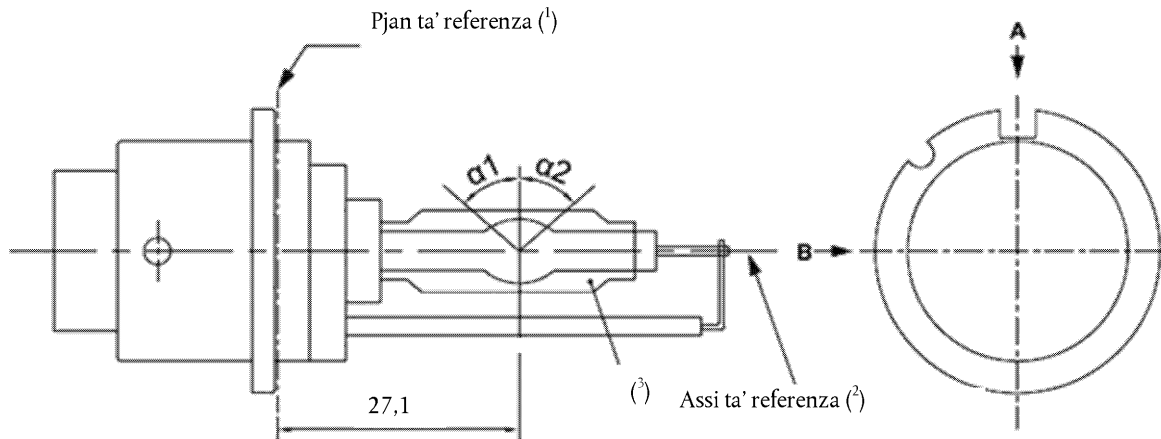 Pjan ta’ referenza (¹)
A
α1 α2
B
(³)
Assi ta’ referenza (²)
27,1